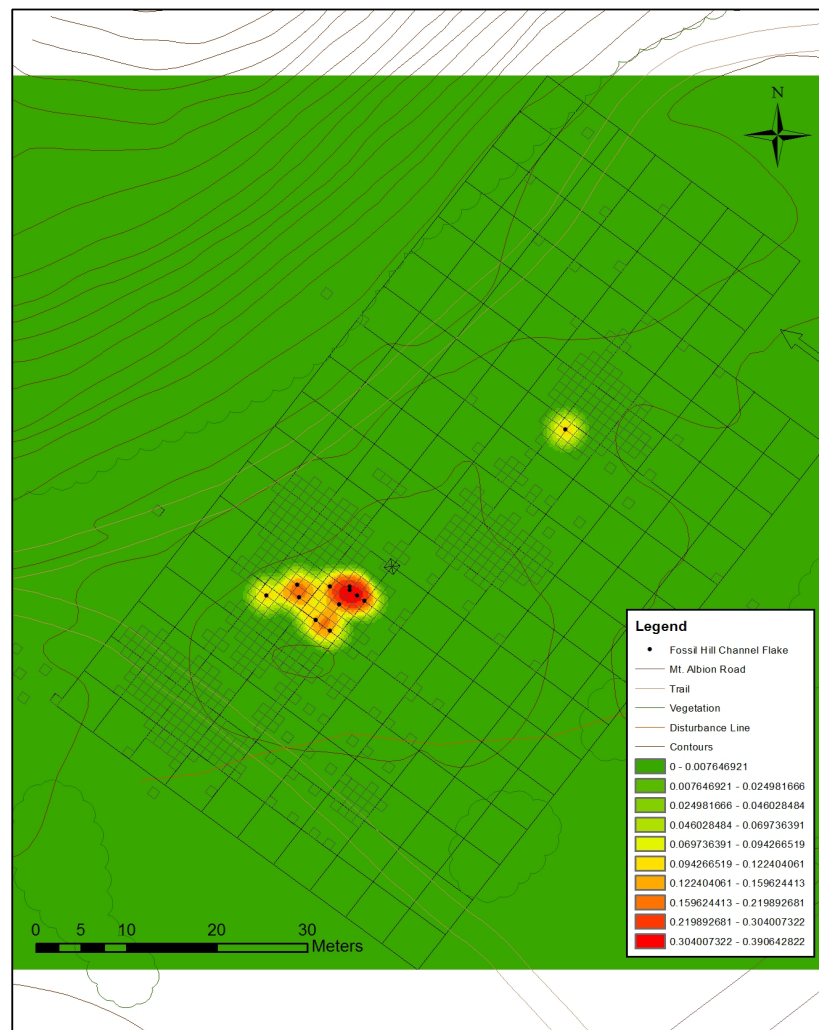 N
Legend
Fossil Hill Channel Flake
Mt. Albion Road
Trail
Vegetation
Disturbance Line
Contours
0 - 0.007646921
0.007646921 - 0.024981666
0.024981666 - 0.046028484
0.046028484 - 0.069736391
0.069736391 - 0.094266519
0.094266519 - 0.122404061
0.122404061 - 0.159624413
0.159624413 - 0.219892681
0.219892681 - 0.304007322
0.304007322 - 0.390642822
0 5 10 20 30
Meters